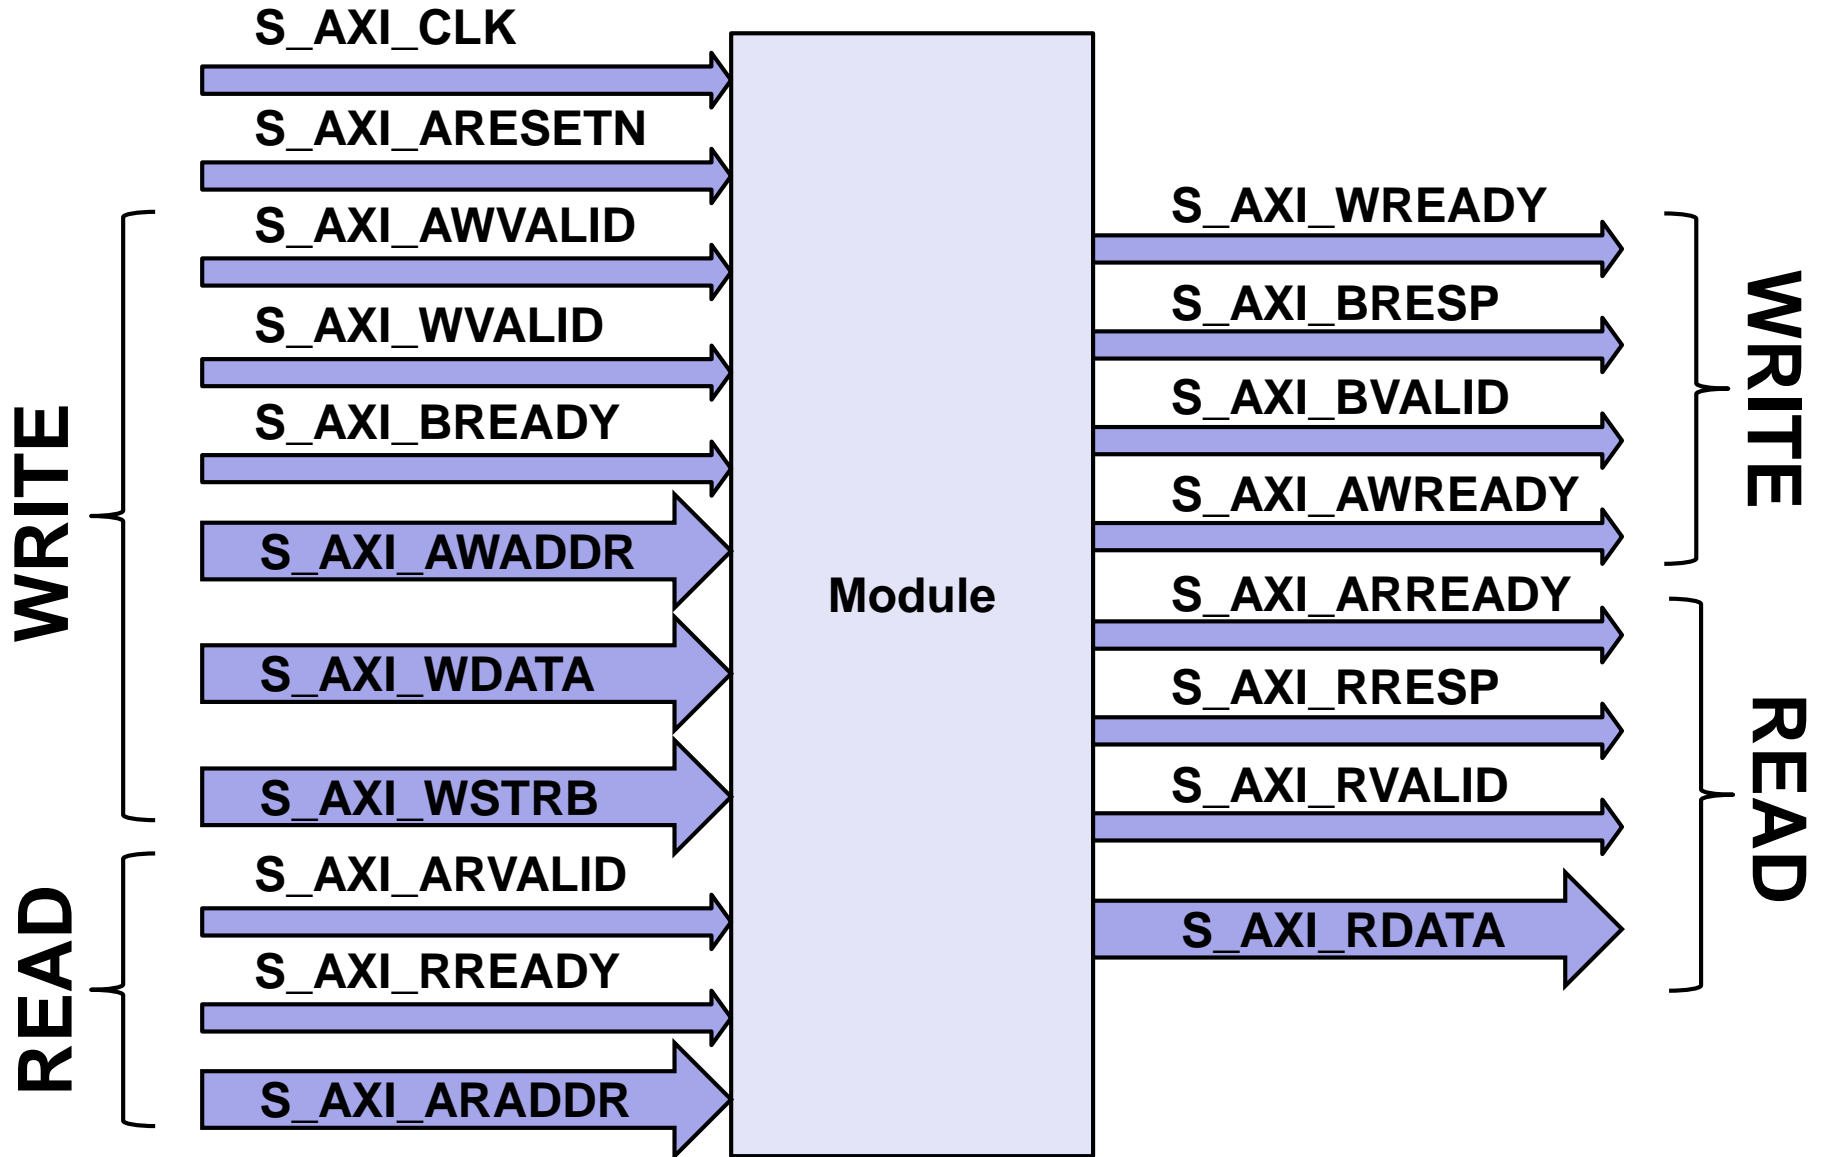 S_AXI_CLK
S_AXI_ARESETN
S_AXI_AWVALID
S_AXI_WVALID
S_AXI_BREADY
S_AXI_AWADDR
S_AXI_WDATA
S_AXI_WSTRB
S_AXI_ARVALID
S_AXI_RREADY
S_AXI_ARADDR
WRITE
READ
Module
S_AXI_WREADY
S_AXI_BRESP
S_AXI_BVALID
S_AXI_AWREADY
S_AXI_ARREADY
S_AXI_RRESP
S_AXI_RVALID
S_AXI_RDATA
WRITE
READ